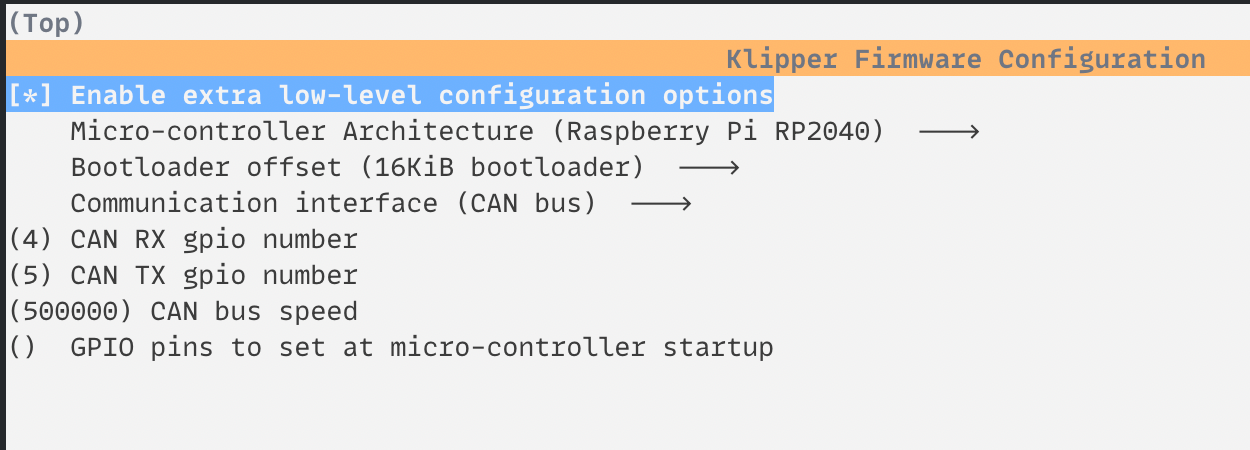 (Top)
Klipper Firmware Configuration
[*] Enable extra low-level configuration options
Micro-controller Architecture (Raspberry Pi RP2040) --->
Bootloader offset (16KiB bootloader) --->
Communication interface (CAN bus) --->
(4) CAN RX gpio number
(5) CAN TX gpio number
(500000) CAN bus speed
() GPIO pins to set at micro-controller startup